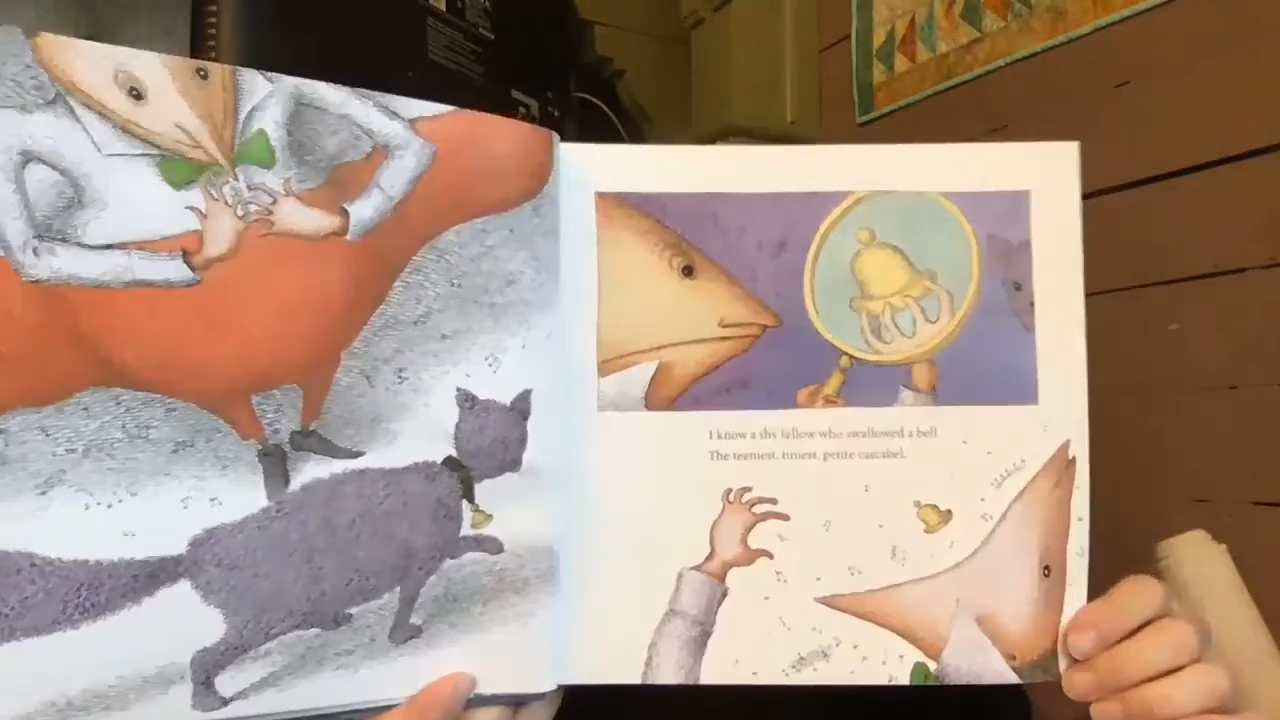 I know a shy fellow who swallowed a bell.
The teeniest, tiniest, petite cascabel.